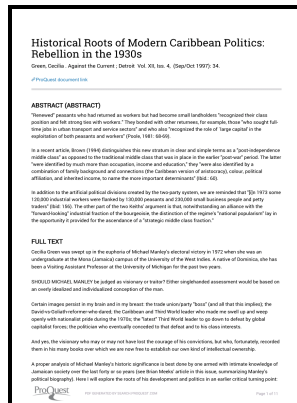 Historical Roots of Modern Caribbean Politics:
Rebellion in the 1930s
Green, Cecilia . Against the Current ; Detroit Vol. XII, Iss. 4, (Sep/Oct 1997): 34.
ProQuest document link
ABSTRACT (ABSTRACT)
"Renewed" peasants who had returned as workers but had become small landholders "recognized their class
position and felt strong ties with workers." They bonded with other returnees, for example, those "who sought full-
time jobs in urban transport and service sectors" and who also "recognized the role of `large capital' in the
exploitation of both peasants and workers" (Poole, 1981: 58-69).
In a recent article, Brown (1994) distinguishes this new stratum in clear and simple terms as a "post-independence
middle class" as opposed to the traditional middle class that was in place in the earlier "post-war" period. The latter
"were identified by much more than occupation, income and education," they "were also identified by a
combination of family background and connections (the Caribbean version of aristocracy), colour, political
affiliation, and inherited income, to name the more important determinants" (Ibid.: 60).
In addition to the artificial political divisions created by the two-party system, we are reminded that "[i]n 1973 some
120,000 industrial workers were flanked by 130,000 peasants and 230,000 small business people and petty
traders" (Ibid: 156). The other part of the two Keiths' argument is that, notwithstanding an alliance with the
"forward-looking" industrial fraction of the bourgeoisie, the distinction of the regime's "national populism" lay in
the opportunity it provided for the ascendance of a "strategic middle class fraction."
FULL TEXT
Cecilia Green was swept up in the euphoria of Michael Manley's electoral victory in 1972 when she was an
undergraduate at the Mona (Jamaica) campus of the University of the West Indies. A native of Dominica, she has
been a Visiting Assistant Professor at the University of Michigan for the past two years.
SHOULD MICHAEL MANLEY be judged as visionary or traitor? Either singlehanded assessment would be based on
an overly idealized and individualized conception of the man.
Certain images persist in my brain and in my breast: the trade union/party "boss" (and all that this implies); the
David-vs-Goliath-reformer-who-dared; the Caribbean and Third World leader who made me swell up and weep
openly with nationalist pride during the 1970s; the "latest" Third World leader to go down to defeat by global
capitalist forces; the politician who eventually conceded to that defeat and to his class interests.
And yes, the visionary who may or may not have lost the courage of his convictions, but who, fortunately, recorded
them in his many books over which we are now free to establish our own kind of intellectual ownership.
A proper analysis of Michael Manley's historic significance is best done by one armed with intimate knowledge of
Jamaican society over the last forty or so years (see Brian Meeks' article in this issue, summarizing Manley's
political biography). Here I will explore the roots of his development and politics in an earlier critical turning point:
ProQuest
Page 1 of 11